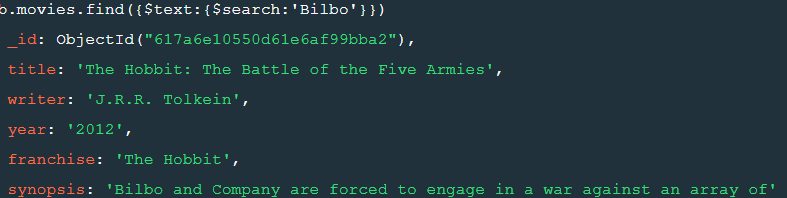 b.movies.find({$text:{$search:'Bilbo'}})
_id: ObjectId("617a6e10550d61e6af99bba2"),
title: 'The Hobbit: The Battle of the Five Armies',
writer: 'J.R.R. Tolkein',
year: '2012',
franchise: 'The Hobbit',
synopsis: 'Bilbo and Company are forced to engage in a war against an array of'